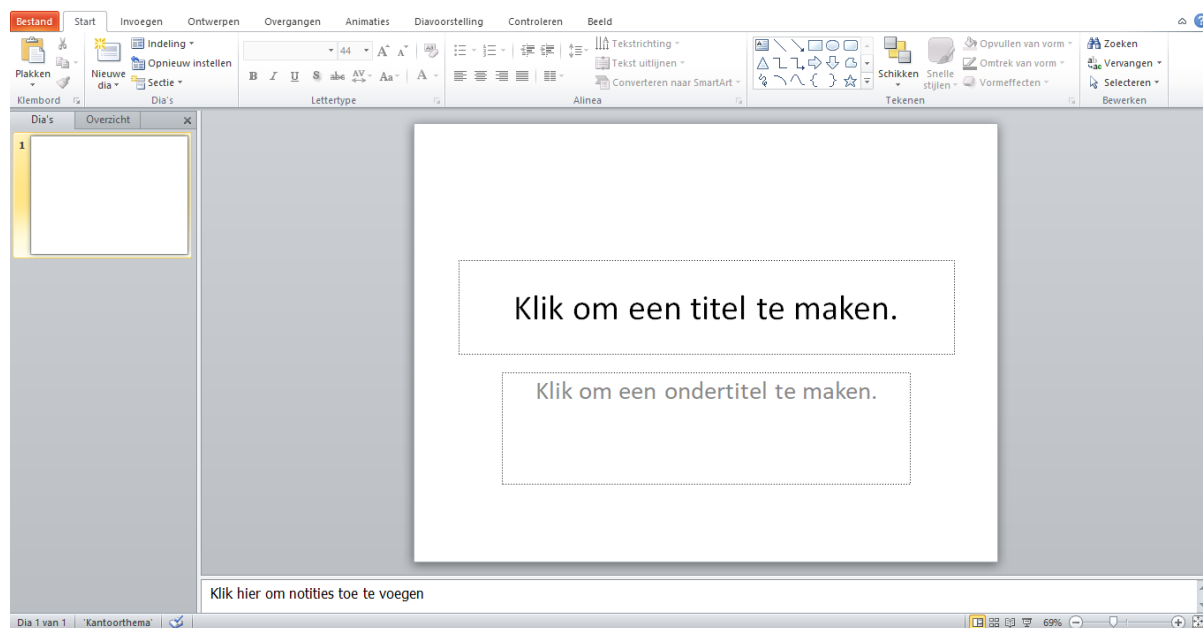 Bestand Start Invoegen Ontwerpen Overgangen Animaties Diavoorstelling Controleren Beeld
Plakken
Klembord
Nieuwe dia
Indeling
Opnieuw instellen
Sectie
Dia's
44
B I U S abc AV Aa A
Lettertype
Tekstrichting
Tekst uitlijnen
Converteren naar SmartArt
Alinea
Schikken
Snelle stijlen
Opvullen van vorm
Omtrek van vorm
Vormeffecten
Tekenen
Zoeken
Vervangen
Selecteren
Bewerken
Dia's Overzicht
1
Klik om een titel te maken.
Klik om een ondertitel te maken.
Klik hier om notities toe te voegen
Dia 1 van 1 'Kantoorthema' 69%